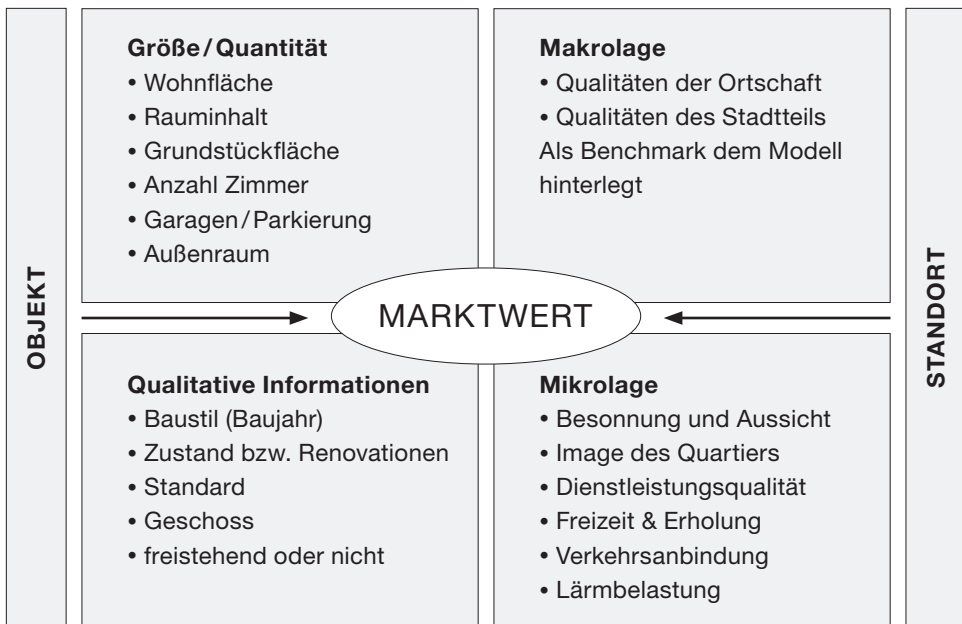 OBJEKT
Größe/Quantität
• Wohnfläche
• Rauminhalt
• Grundstückfläche
• Anzahl Zimmer
• Garagen/Parkierung
• Außenraum
Makrolage
• Qualitäten der Ortschaft
• Qualitäten des Stadtteils
Als Benchmark dem Modell
hinterlegt
MARKTWERT
Qualitative Informationen
• Baustil (Baujahr)
• Zustand bzw. Renovationen
• Standard
• Geschoss
• freistehend oder nicht
Mikrolage
• Besonnung und Aussicht
• Image des Quartiers
• Dienstleistungsqualität
• Freizeit & Erholung
• Verkehrsanbindung
• Lärmbelastung
STANDORT